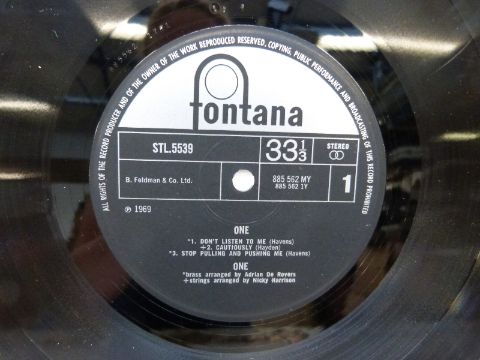 ALL RIGHTS OF THE RECORD PRODUCER AND OF THE OWNER OF THE WORK REPRODUCED RESERVED, COPYING, PUBLIC PERFORMANCE AND BROADCASTING OF THIS RECORD PROHIBITED
fontana
STL.5539
33⅓
STEREO
B. Feldman & Co. Ltd.
885 562 MY
885 562 1Y
1
℗ 1969
ONE
*1. DON'T LISTEN TO ME (Havens)
+2. CAUTIOUSLY (Haydon)
*3. STOP PULLING AND PUSHING ME (Havens)
ONE
*brass arranged by Adrian De Rovers
+strings arranged by Nicky Harrison